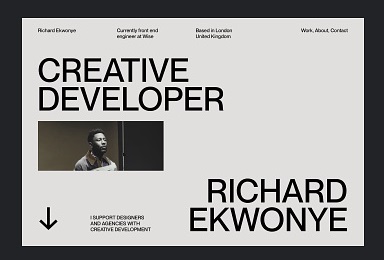 Richard Ekwonye
Currently front end
engineer at Wise
Based in London
United Kingdom
Work, About, Contact
CREATIVE
DEVELOPER
RICHARD
EKWONYE
I SUPPORT DESIGNERS
AND AGENCIES WITH
CREATIVE DEVELOPMENT